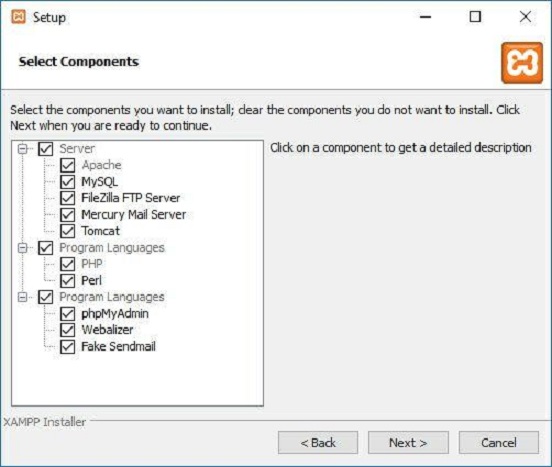 Setup
Select Components
Select the components you want to install; clear the components you do not want to install. Click
Next when you are ready to continue.
Server
Apache
MySQL
FileZilla FTP Server
Mercury Mail Server
Tomcat
Program Languages
PHP
Perl
Program Languages
phpMyAdmin
Webalizer
Fake Sendmail
Click on a component to get a detailed description
XAMPP Installer
< Back
Next >
Cancel